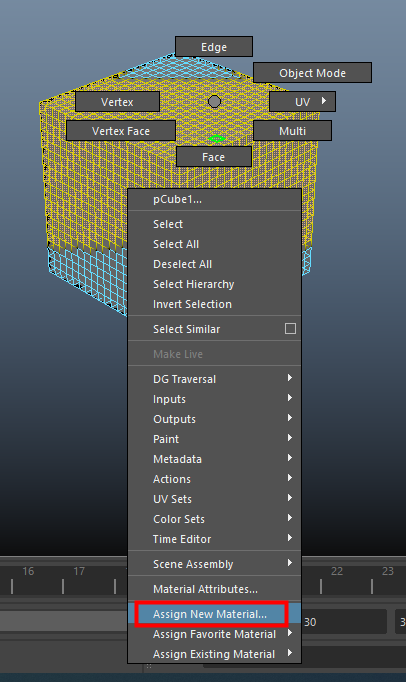 Edge
Object Mode
Vertex
UV
Vertex Face
Multi
Face
pCube1...
Select
Select All
Deselect All
Select Hierarchy
Invert Selection
Select Similar
Make Live
DG Traversal
Inputs
Outputs
Paint
Metadata
Actions
UV Sets
Color Sets
Time Editor
Scene Assembly
16 17 22 23
Material Attributes...
Assign New Material...
30 3
Assign Favorite Material
Assign Existing Material